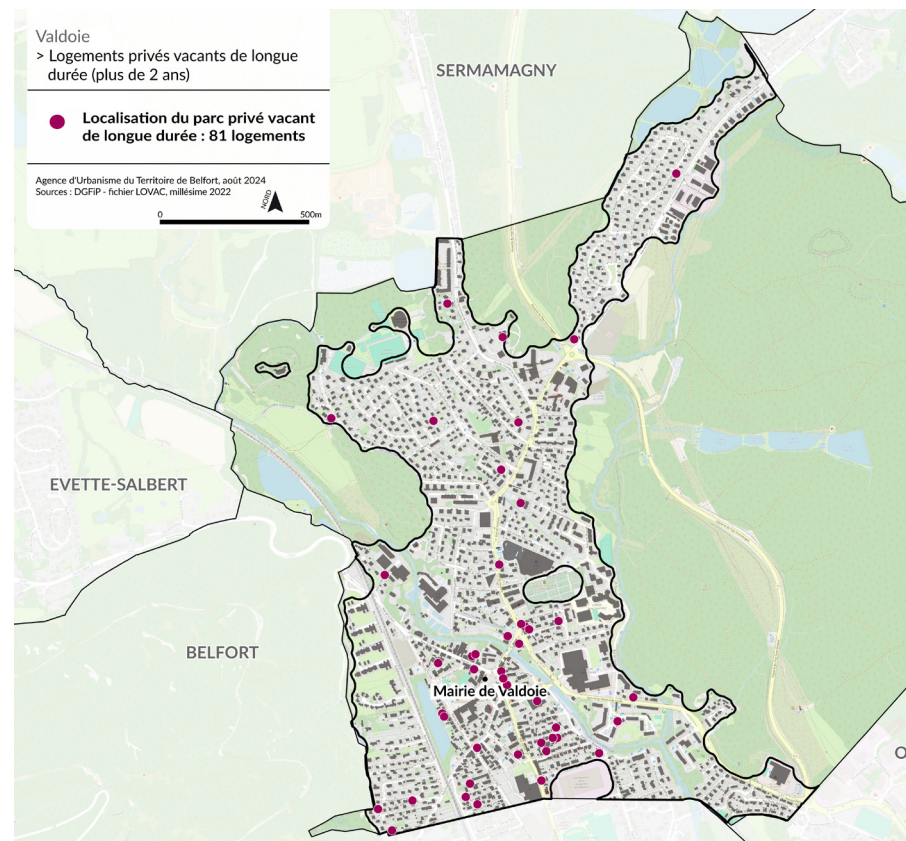 Valdoie
> Logements privés vacants de longue
durée (plus de 2 ans)
Localisation du parc privé vacant
de longue durée : 81 logements
Agence d'Urbanisme du Territoire de Belfort, août 2024
Sources : DGFiP - fichier LOVAC, millésime 2022
NORD
0 500m
SERMAMAGNY
EVETTE-SALBERT
BELFORT
Mairie de Valdoie
O